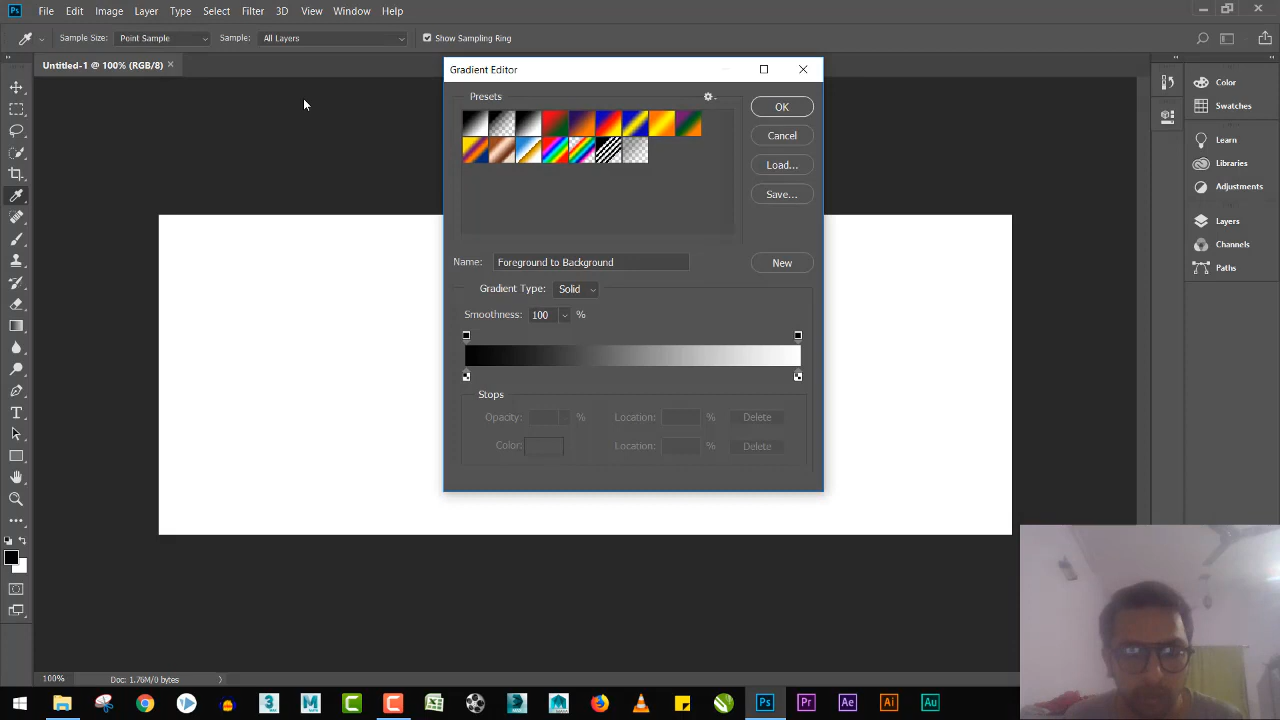 Ps File Edit Image Layer Type Select Filter 3D View Window Help
Sample Size: Point Sample Sample: All Layers Show Sampling Ring
Untitled-1 @ 100% (RGB/8)
Gradient Editor
Presets
OK
Cancel
Load...
Save...
Name: Foreground to Background
New
Gradient Type: Solid
Smoothness: 100 %
Stops
Opacity: % Location: % Delete
Color: Location: % Delete
Color
Swatches
Learn
Libraries
Adjustments
Layers
Channels
Paths
100% Doc: 1.76M/0 bytes
3 M Ps Pr Ae Ai Au